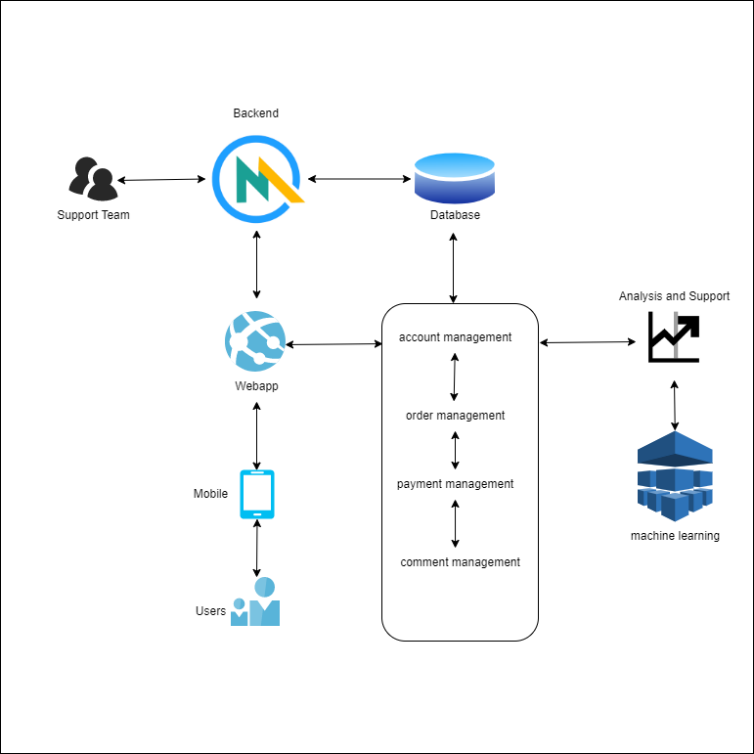 Backend
Support Team
Database
Analysis and Support
account management
Webapp
order management
payment management
Mobile
machine learning
comment management
Users